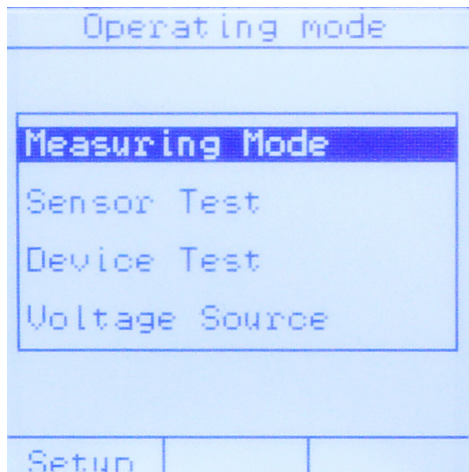 Operating mode
Measuring Mode
Sensor Test
Device Test
Voltage Source
Setup